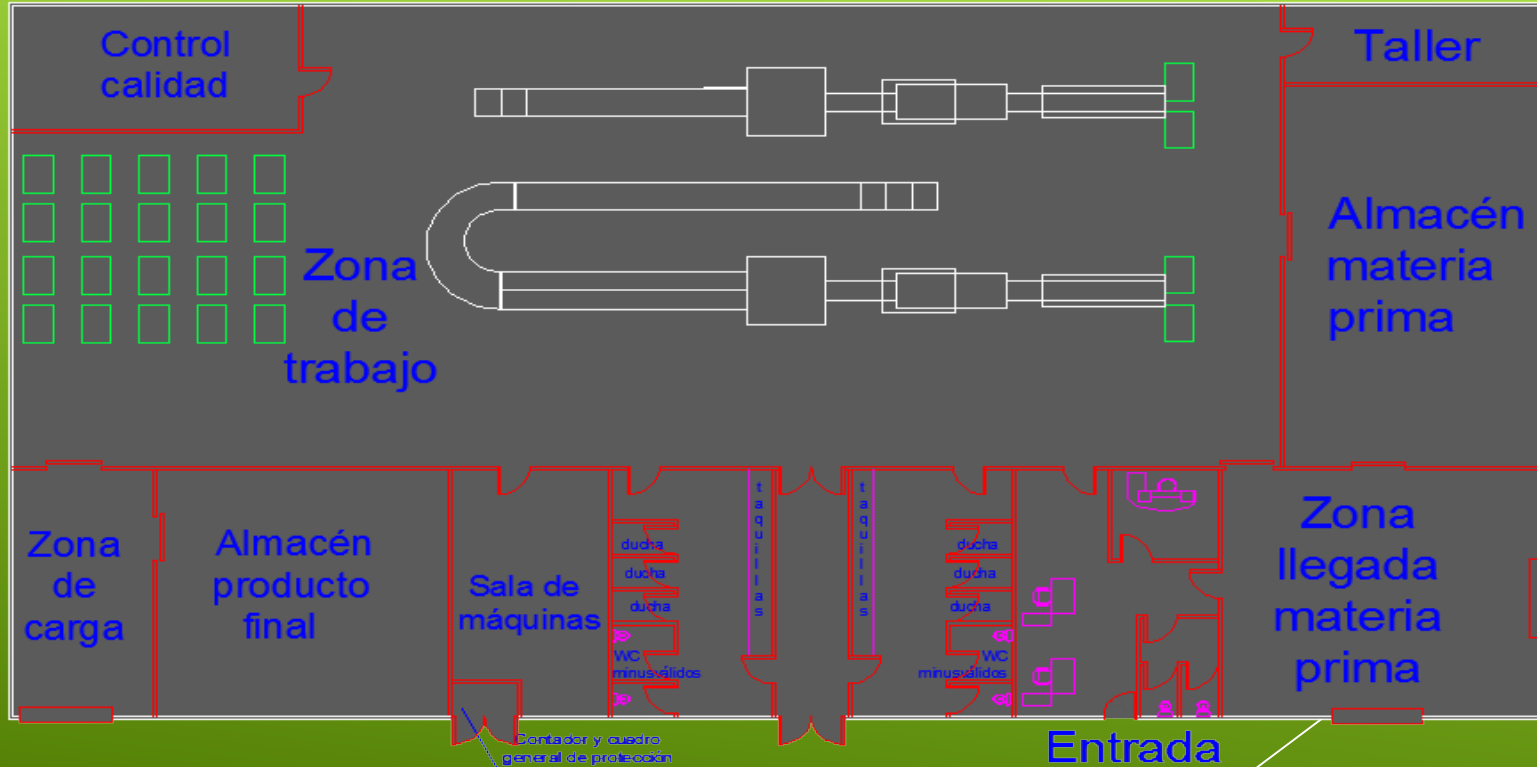 Control
calidad
Taller
Almacén
materia
prima
Zona
de
trabajo
Zona
de
carga
Almacén
producto
final
Sala de
máquinas
ducha
ducha
ducha
WC
minusválidos
taquillas
taquillas
ducha
ducha
ducha
WC
minusválidos
Zona
llegada
materia
prima
Contador y cuadro
general de protección
Entrada